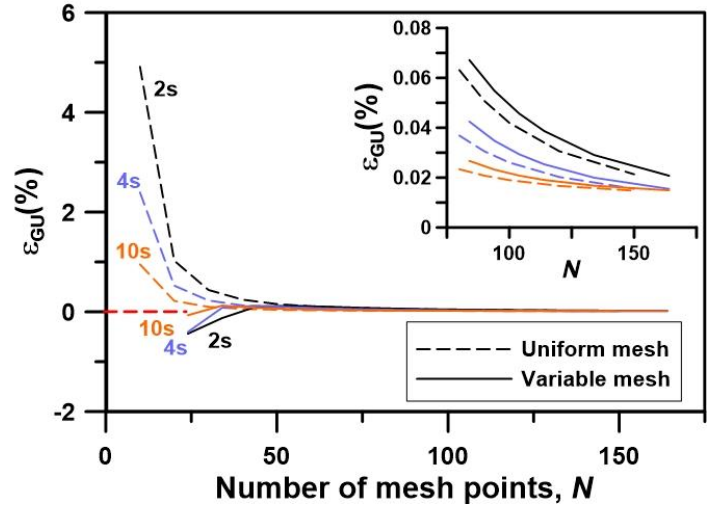 6
4
2
0
-2
ε_GU(%)
0
50
100
150
Number of mesh points, N
2s
4s
10s
10s
4s
2s
0.08
0.06
0.04
0.02
0
ε_GU(%)
100
150
N
Uniform mesh
Variable mesh